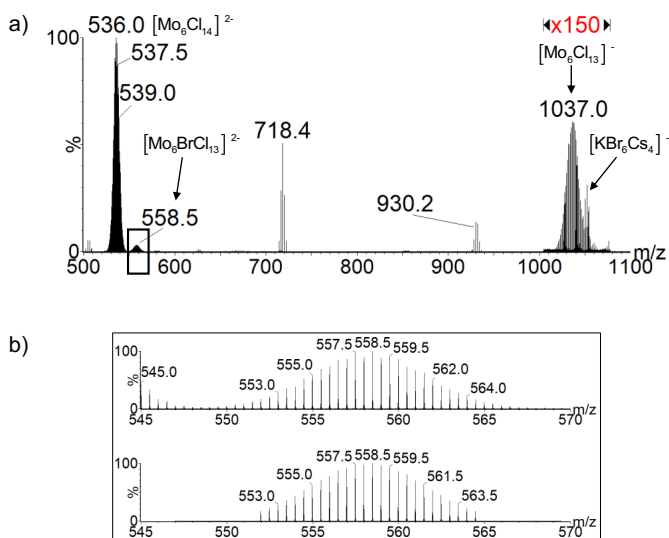 a)
536.0 [Mo₆Cl₁₄] ²⁻
x150
100
537.5
[Mo₆Cl₁₃] ⁻
539.0
1037.0
%
[Mo₆BrCl₁₃] ²⁻
718.4
[KBr₆Cs₄] ⁻
558.5
930.2
0
500 600 700 800 900 1000 1100 m/z
b)
557.5 558.5 559.5
100
545.0
555.0
562.0
553.0
564.0
%
0
545 550 555 560 565 570 m/z
557.5 558.5 559.5
100
555.0
561.5
553.0
563.5
%
0
545 550 555 560 565 570 m/z